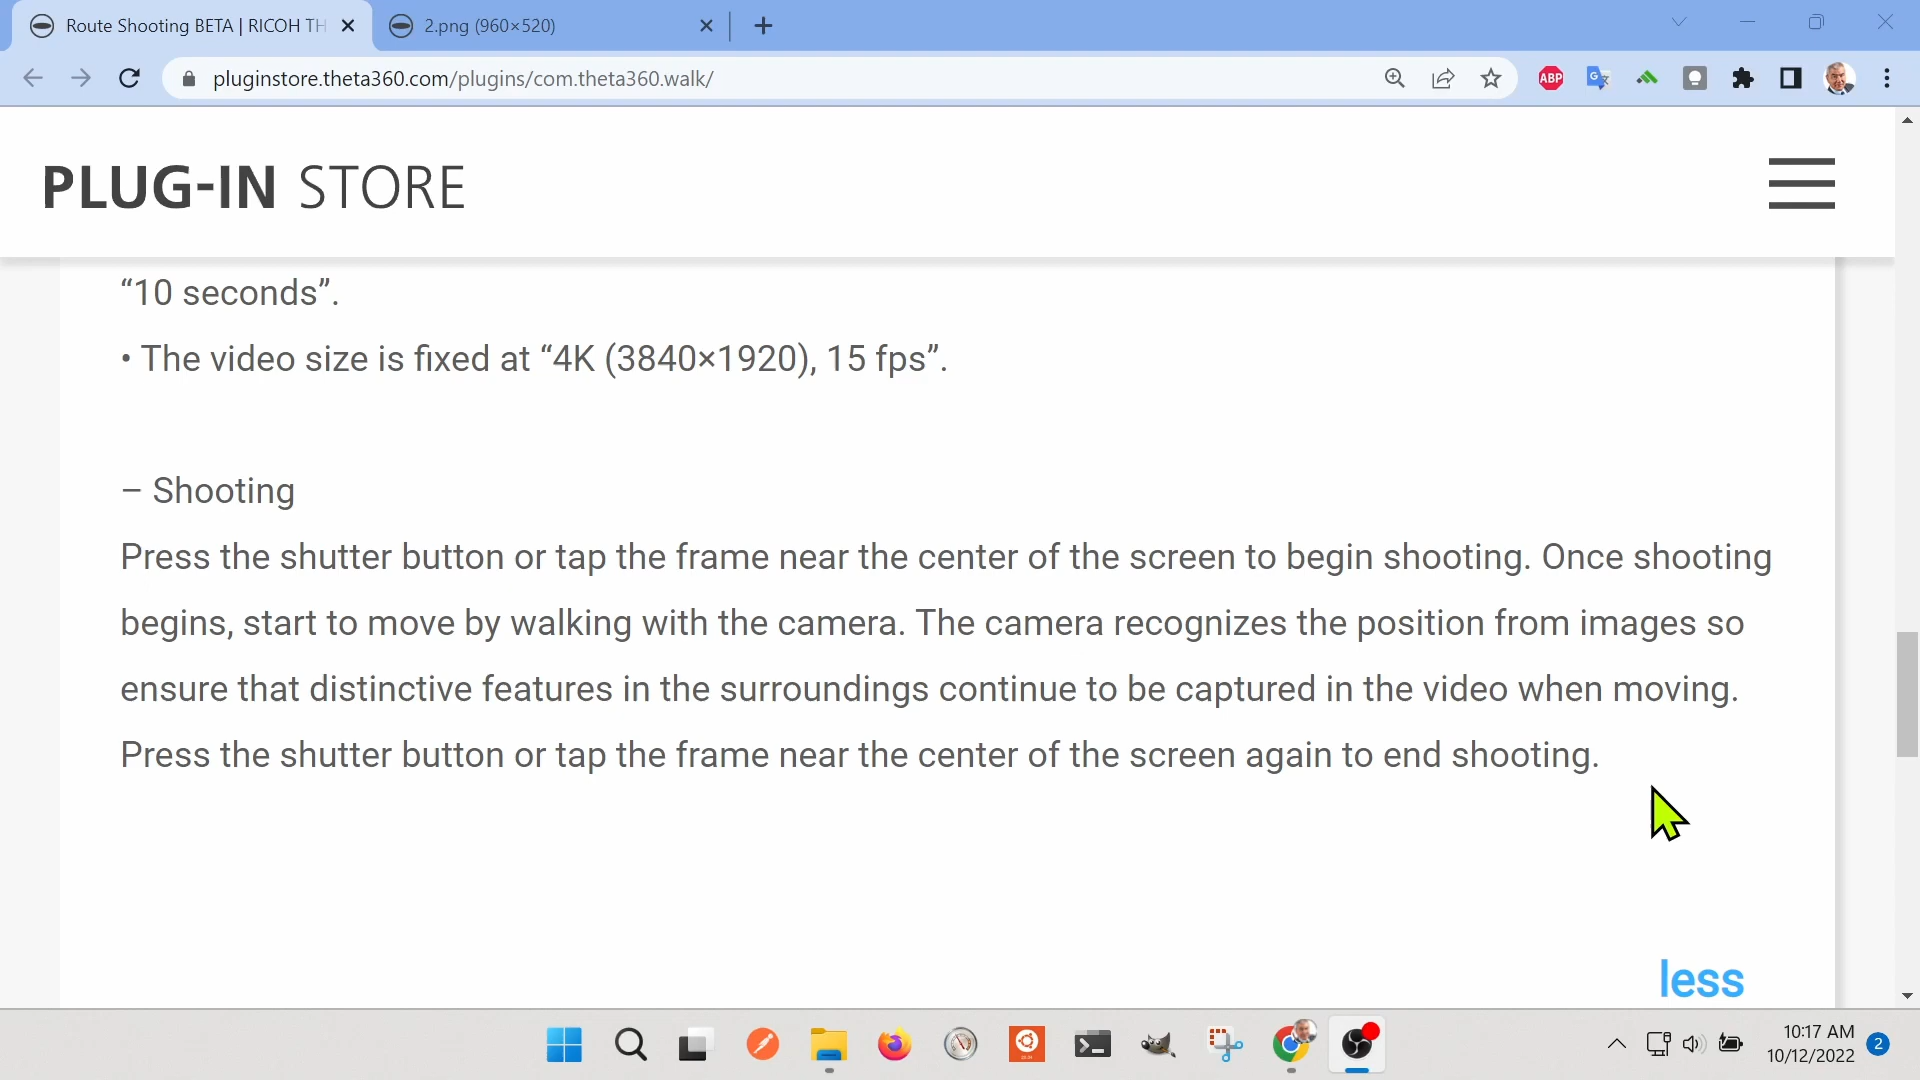 Route Shooting BETA | RICOH TH
2.png (960×520)
pluginstore.theta360.com/plugins/com.theta360.walk/
ABP
PLUG-IN STORE
“10 seconds”.
• The video size is fixed at “4K (3840×1920), 15 fps”.
– Shooting
Press the shutter button or tap the frame near the center of the screen to begin shooting. Once shooting
begins, start to move by walking with the camera. The camera recognizes the position from images so
ensure that distinctive features in the surroundings continue to be captured in the video when moving.
Press the shutter button or tap the frame near the center of the screen again to end shooting.
less
10:17 AM
10/12/2022
2